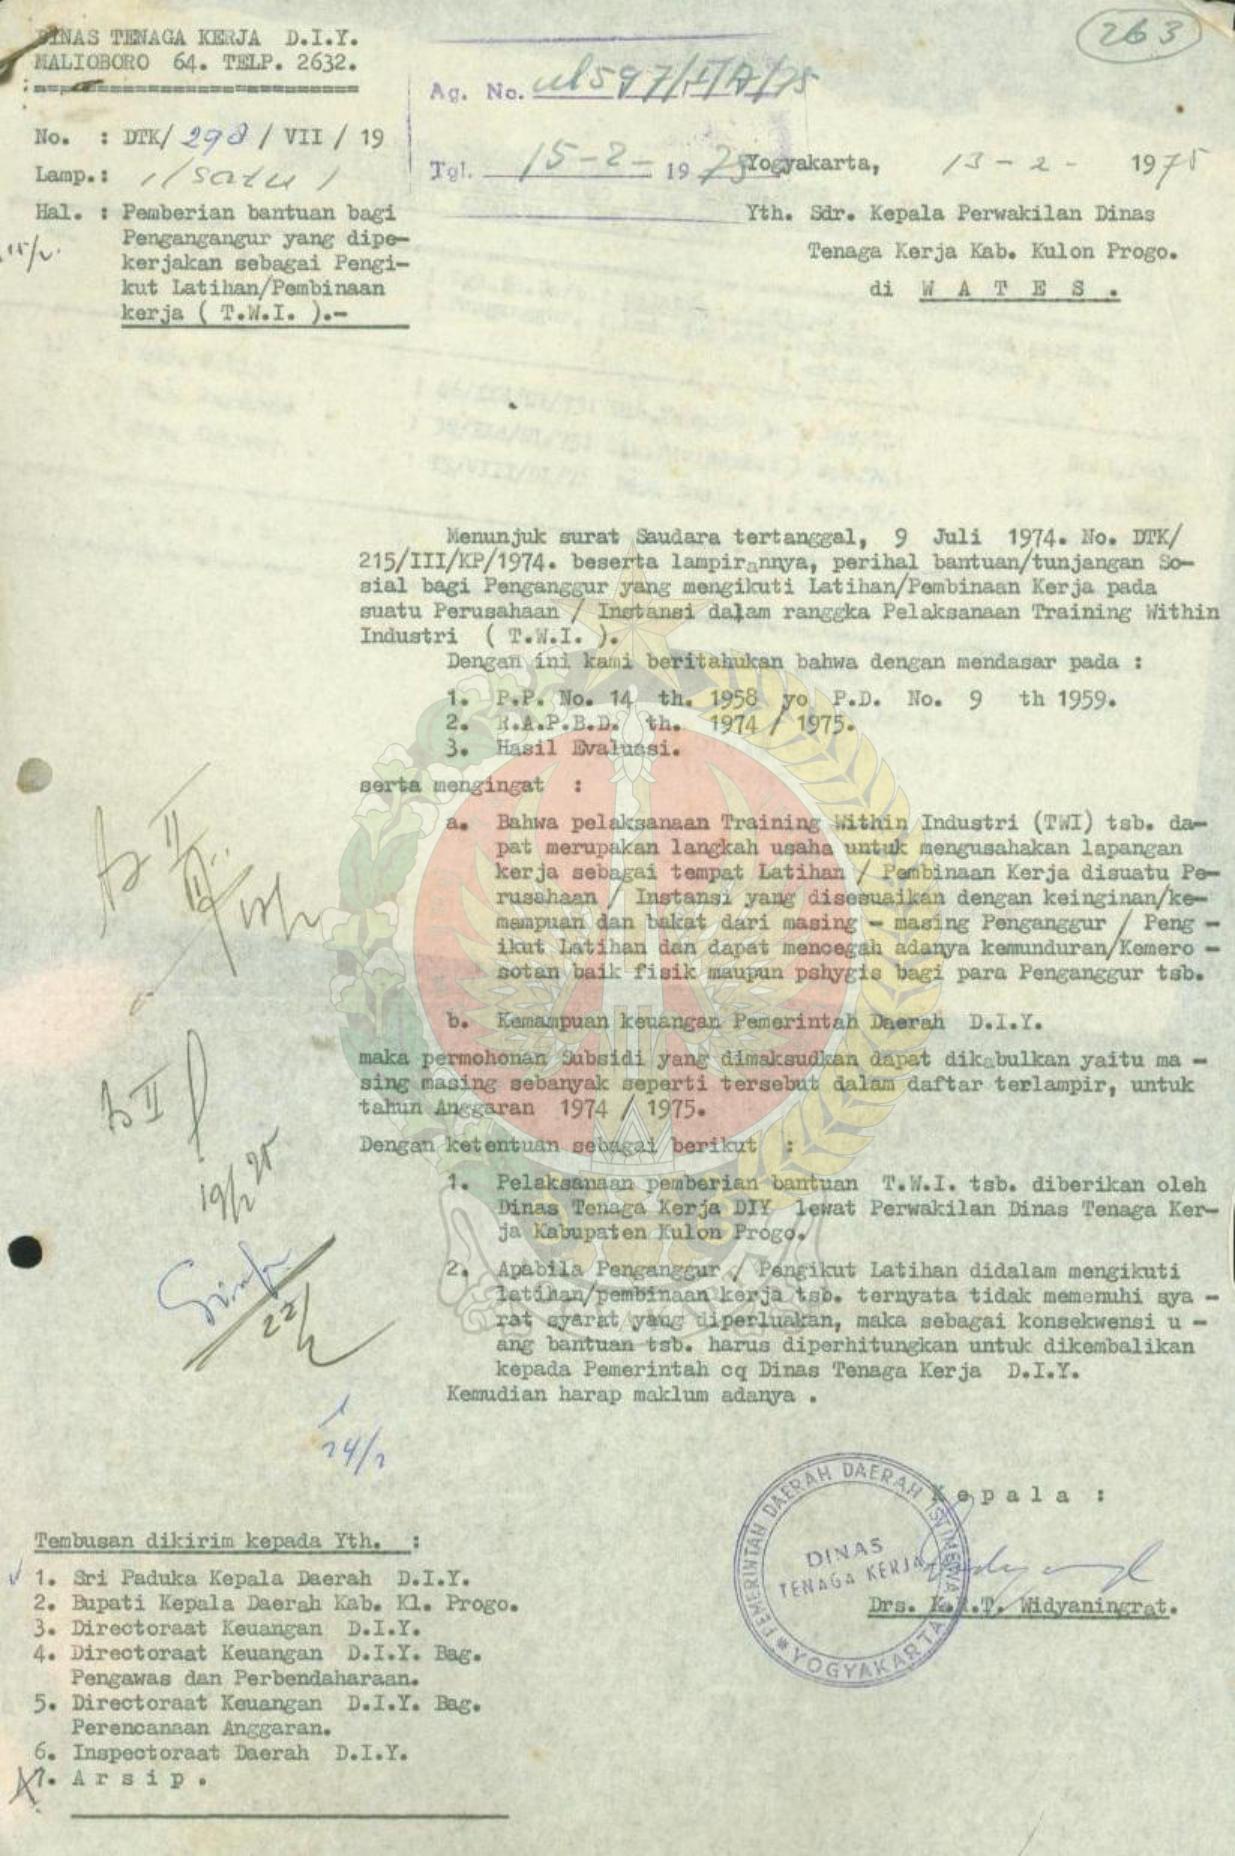 DINAS TENAGA KERJA D.I.Y.
MALIOBORO 64. TELP. 2632.
263
Ag. No.
No. : DTK/ 298 / VII / 19
Tgl. 15-2- 1975
Yogyakarta, 13 - 2 - 1975
Lamp.: 1 (satu)
Hal. : Pemberian bantuan bagi
Pengangangur yang dipe-
kerjakan sebagai Pengi-
kut Latihan/Pembinaan
kerja ( T.W.I. ).-
15/2.
Yth. Sdr. Kepala Perwakilan Dinas
Tenaga Kerja Kab. Kulon Progo.
di W A T E S .
Menunjuk surat Saudara tertanggal, 9 Juli 1974. No. DTK/
215/III/KP/1974. beserta lampirannya, perihal bantuan/tunjangan So-
sial bagi Penganggur yang mengikuti Latihan/Pembinaan Kerja pada
suatu Perusahaan / Instansi dalam ranggka Pelaksanaan Training Within
Industri ( T.W.I. ).
Dengan ini kami beritahukan bahwa dengan mendasar pada :
1. P.P. No. 14 th. 1958 yo P.D. No. 9 th 1959.
2. R.A.P.B.D. th. 1974 / 1975.
3. Hasil Evaluasi.
serta mengingat :
a. Bahwa pelaksanaan Training Within Industri (TWI) tsb. da-
pat merupakan langkah usaha untuk mengusahakan lapangan
kerja sebagai tempat Latihan / Pembinaan Kerja disuatu Pe-
rusahaan / Instansi yang disesuaikan dengan keinginan/ke-
mampuan dan bakat dari masing - masing Penganggur / Peng -
ikut Latihan dan dapat mencegah adanya kemunduran/Kemero -
sotan baik fisik maupun pshygis bagi para Penganggur tsb.
b. Kemampuan keuangan Pemerintah Daerah D.I.Y.
maka permohonan Subsidi yang dimaksudkan dapat dikabulkan yaitu ma -
sing masing sebanyak seperti tersebut dalam daftar terlampir, untuk
tahun Anggaran 1974 / 1975.
Dengan ketentuan sebagai berikut :
1. Pelaksanaan pemberian bantuan T.W.I. tsb. diberikan oleh
Dinas Tenaga Kerja DIY lewat Perwakilan Dinas Tenaga Ker-
ja Kabupaten Kulon Progo.
2. Apabila Penganggur / Pengikut Latihan didalam mengikuti
latihan/pembinaan kerja tsb. ternyata tidak memenuhi sya -
rat syarat yang diperluakan, maka sebagai konsekwensi u -
ang bantuan tsb. harus diperhitungkan untuk dikembalikan
kepada Pemerintah cq Dinas Tenaga Kerja D.I.Y.
Kemudian harap maklum adanya .
19/2 75
22/2
24/2
K e p a l a :
PEMERINTAH DAERAH DAERAH ISTIMEWA
DINAS
TENAGA KERJA
YOGYAKARTA
Drs. K.R.T. Widyaningrat.
Tembusan dikirim kepada Yth. :
1. Sri Paduka Kepala Daerah D.I.Y.
2. Bupati Kepala Daerah Kab. Kl. Progo.
3. Directoraat Keuangan D.I.Y.
4. Directoraat Keuangan D.I.Y. Bag.
Pengawas dan Perbendaharaan.
5. Directoraat Keuangan D.I.Y. Bag.
Perencanaan Anggaran.
6. Inspectoraat Daerah D.I.Y.
7. A r s i p .